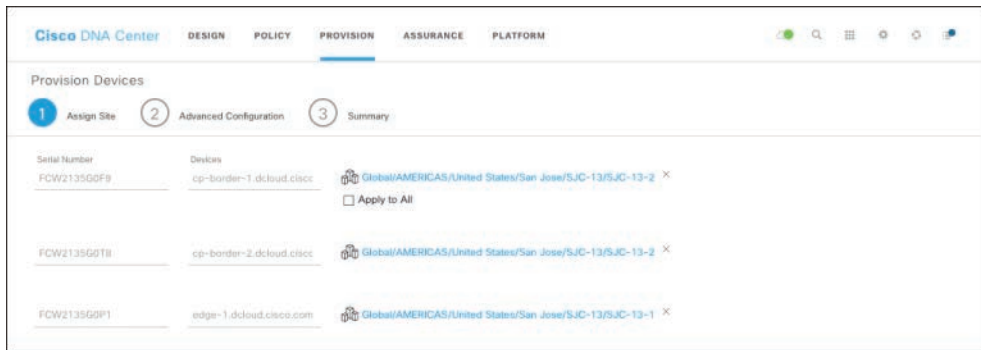 Cisco DNA Center DESIGN POLICY PROVISION ASSURANCE PLATFORM
Provision Devices
1 Assign Site 2 Advanced Configuration 3 Summary
Serial Number Devices
FCW2135G0F9 cp-border-1.dcloud.cisco Global/AMERICAS/United States/San Jose/SJC-13/SJC-13-2 ×
Apply to All
FCW2135G0T8 cp-border-2.dcloud.cisco Global/AMERICAS/United States/San Jose/SJC-13/SJC-13-2 ×
FCW2135G0P1 edge-1.dcloud.cisco.com Global/AMERICAS/United States/San Jose/SJC-13/SJC-13-1 ×